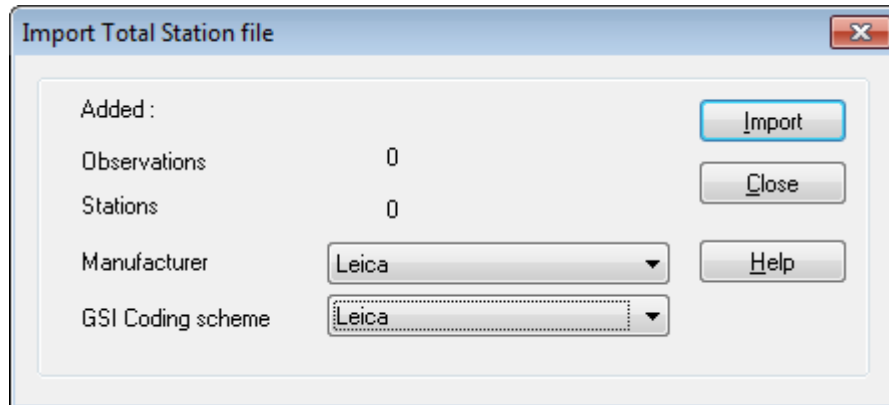 Import Total Station file
Added :
Import
Observations 0
Close
Stations 0
Manufacturer Leica
Help
GSI Coding scheme Leica